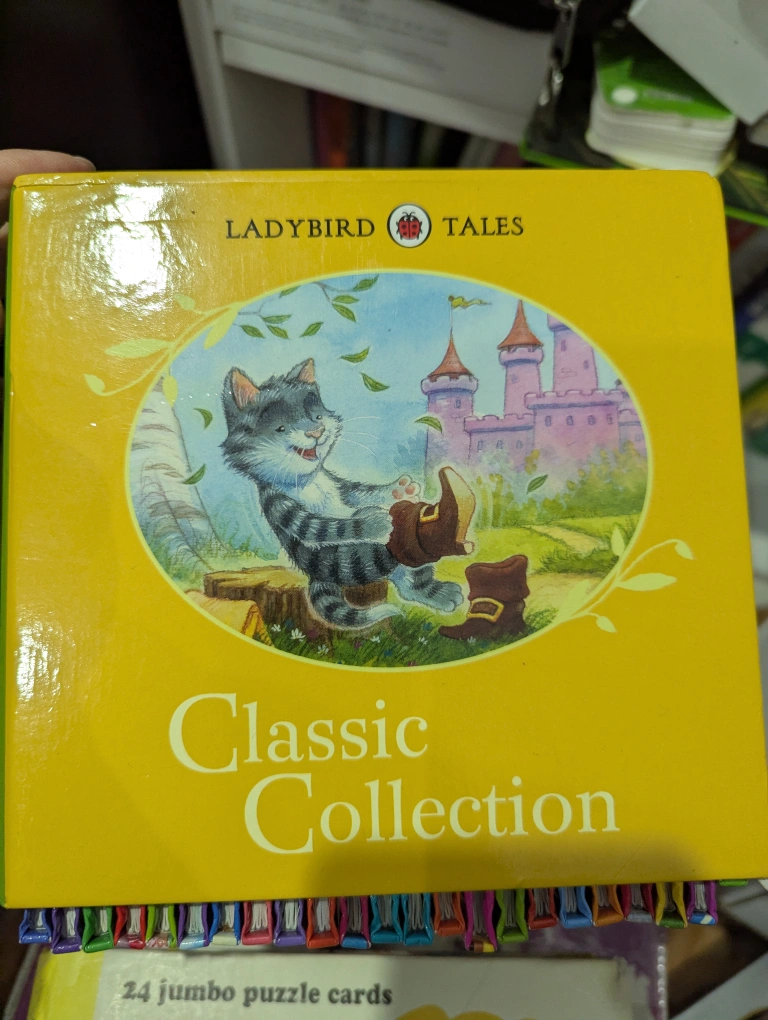 LADYBIRD TALES
Classic
Collection
24 jumbo puzzle cards